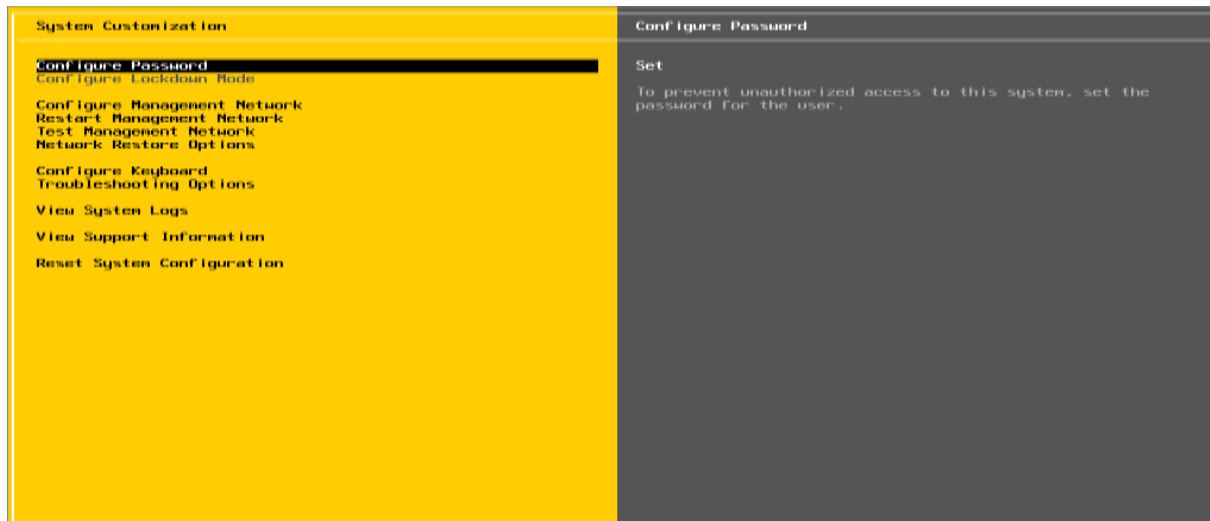 System Customization
Configure Password
Configure Lockdown Mode
Configure Management Network
Restart Management Network
Test Management Network
Network Restore Options
Configure Keyboard
Troubleshooting Options
View System Logs
View Support Information
Reset System Configuration
Configure Password
Set
To prevent unauthorized access to this system, set the
password for the user.